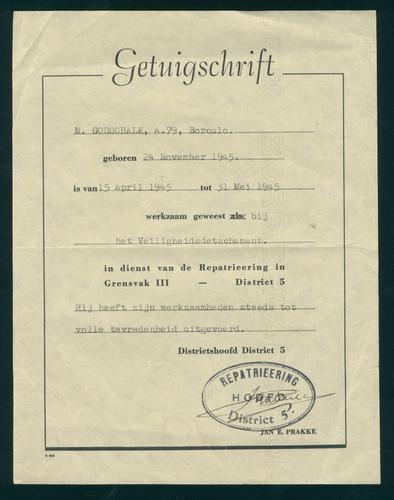 Getuigschrift
M. GODSCHALK, A.79, Borculo.
geboren 24 November 1945.
is van 15 April 1945 tot 31 Mei 1945
werkzaam geweest als: bij
het Veiligheidsdetachement.
in dienst van de Repatrieering in
Grensvak III — District 5
Hij heeft zijn werkzaamheden steeds tot
volle tevredenheid uitgevoerd.
Districtshoofd District 5
REPATRIEERING
HOOFD
District 5.
JAN E. PRAKKE